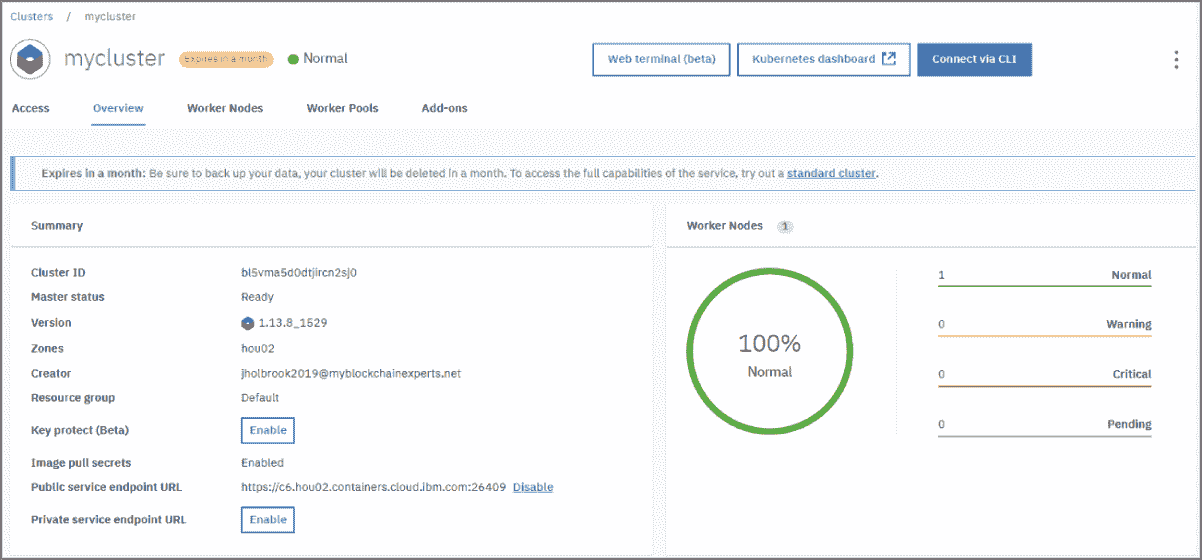 Clusters / mycluster
mycluster Expires in a month Normal Web terminal (beta) Kubernetes dashboard Connect via CLI
Access Overview Worker Nodes Worker Pools Add-ons
Expires in a month: Be sure to back up your data, your cluster will be deleted in a month. To access the full capabilities of the service, try out a standard cluster.
Summary
Cluster ID bl5vma5d0dtjircn2sj0
Master status Ready
Version 1.13.8_1529
Zones hou02
Creator jholbrook2019@myblockchainexperts.net
Resource group Default
Key protect (Beta) Enable
Image pull secrets Enabled
Public service endpoint URL https://c6.hou02.containers.cloud.ibm.com:26409 Disable
Private service endpoint URL Enable
Worker Nodes 1
100%
Normal
1 Normal
0 Warning
0 Critical
0 Pending